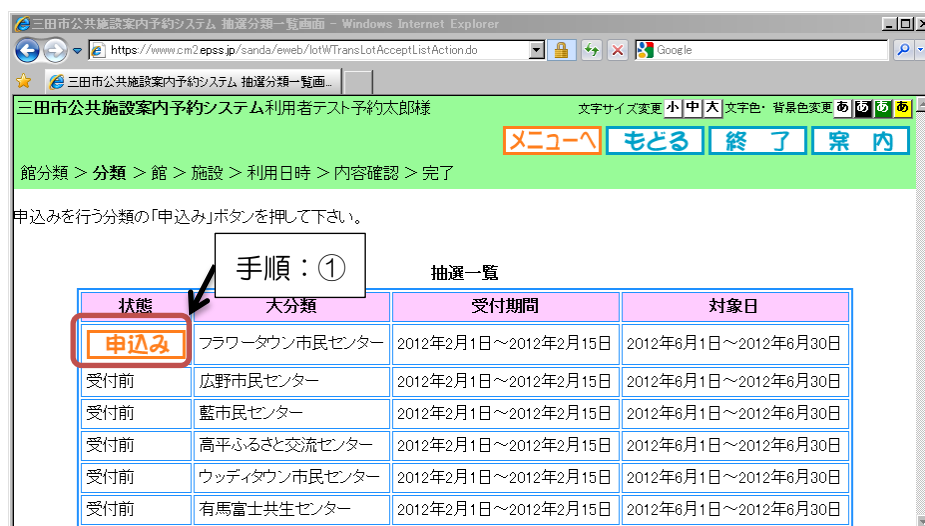 三田市公共施設案内予約システム 抽選分類一覧画面 - Windows Internet Explorer
https://www.cm2.epss.jp/sanda/eweb/lotWTransLotAcceptListAction.do
Google
三田市公共施設案内予約システム 抽選分類一覧画...
三田市公共施設案内予約システム利用者テスト予約太郎様 文字サイズ変更 小 中 大 文字色・背景色変更 あ あ あ あ
メニューへ もどる 終了 案内
館分類 > 分類 > 館 > 施設 > 利用日時 > 内容確認 > 完了
申込みを行う分類の「申込み」ボタンを押して下さい。
手順：①
抽選一覧
状態 大分類 受付期間 対象日
申込み フラワータウン市民センター 2012年2月1日～2012年2月15日 2012年6月1日～2012年6月30日
受付前 広野市民センター 2012年2月1日～2012年2月15日 2012年6月1日～2012年6月30日
受付前 藍市民センター 2012年2月1日～2012年2月15日 2012年6月1日～2012年6月30日
受付前 高平ふるさと交流センター 2012年2月1日～2012年2月15日 2012年6月1日～2012年6月30日
受付前 ウッディタウン市民センター 2012年2月1日～2012年2月15日 2012年6月1日～2012年6月30日
受付前 有馬富士共生センター 2012年2月1日～2012年2月15日 2012年6月1日～2012年6月30日